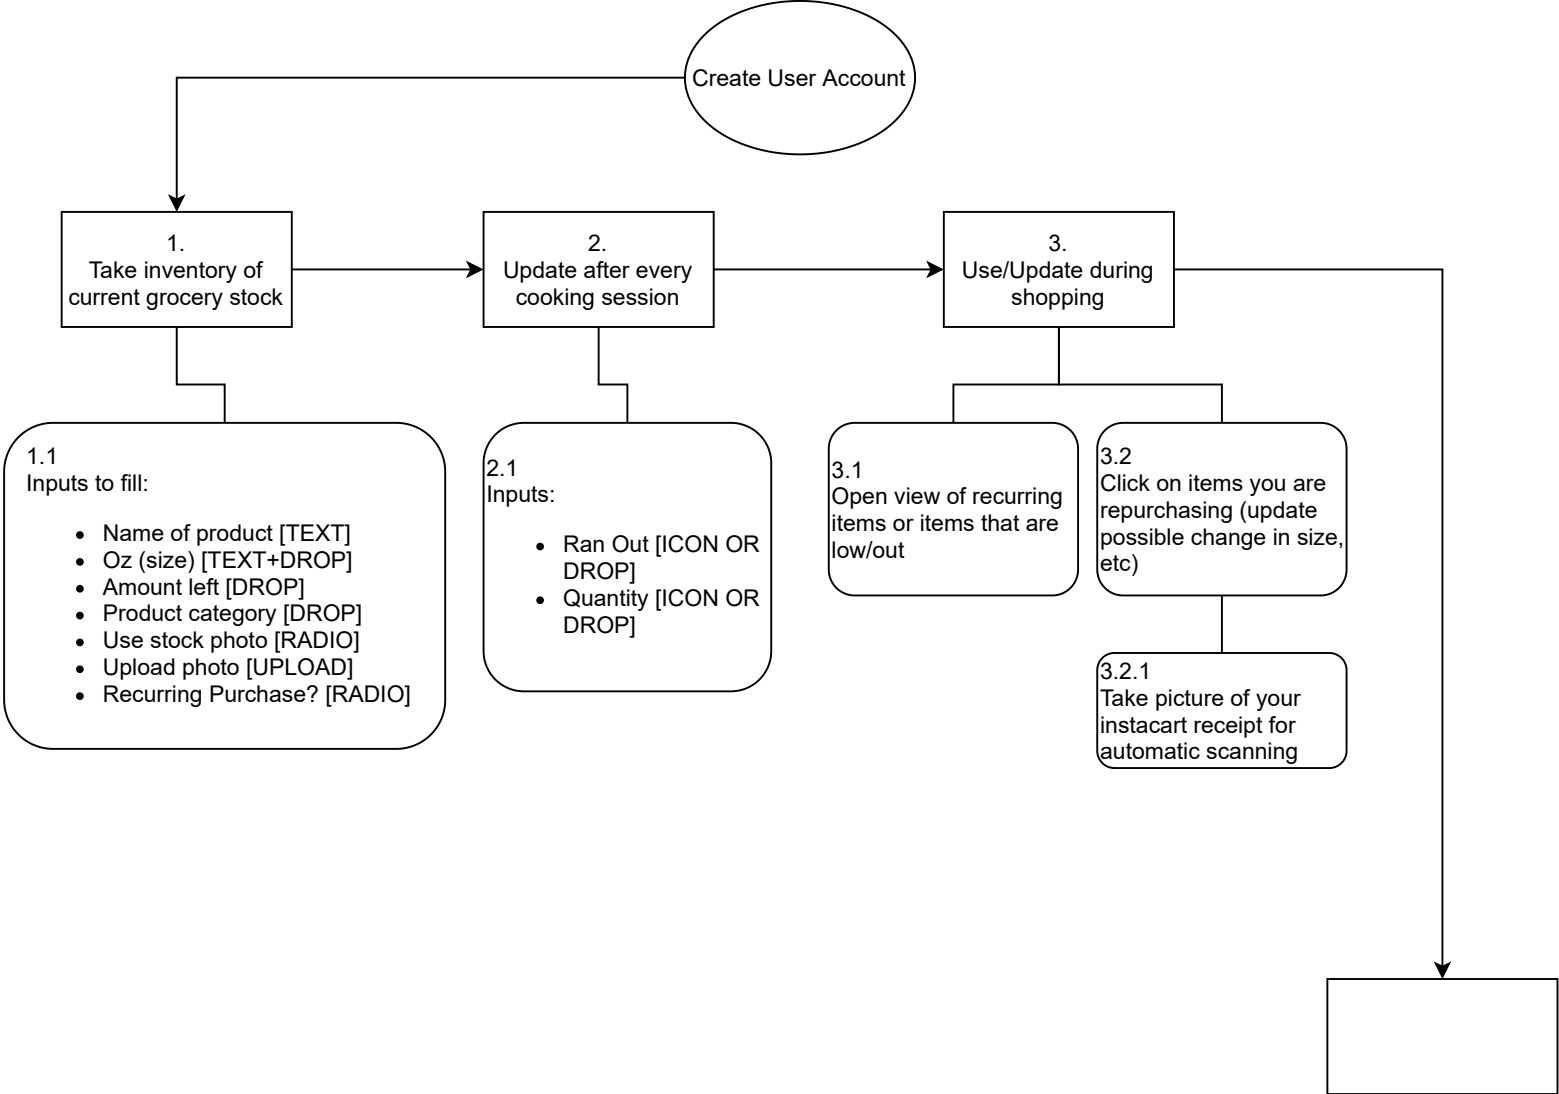 Create User Account
1.
Take inventory of
current grocery stock
2.
Update after every
cooking session
3.
Use/Update during
shopping
1.1
Inputs to fill:
• Name of product [TEXT]
• Oz (size) [TEXT+DROP]
• Amount left [DROP]
• Product category [DROP]
• Use stock photo [RADIO]
• Upload photo [UPLOAD]
• Recurring Purchase? [RADIO]
2.1
Inputs:
• Ran Out [ICON OR
DROP]
• Quantity [ICON OR
DROP]
3.1
Open view of recurring
items or items that are
low/out
3.2
Click on items you are
repurchasing (update
possible change in size,
etc)
3.2.1
Take picture of your
instacart receipt for
automatic scanning